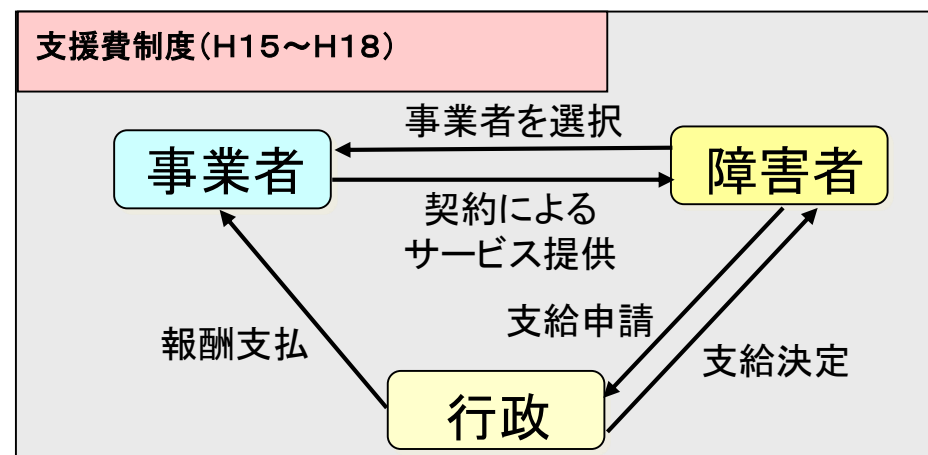 支援費制度(H15~H18)
事業者を選択
事業者
障害者
契約による
サービス提供
支給申請
報酬支払
支給決定
行政